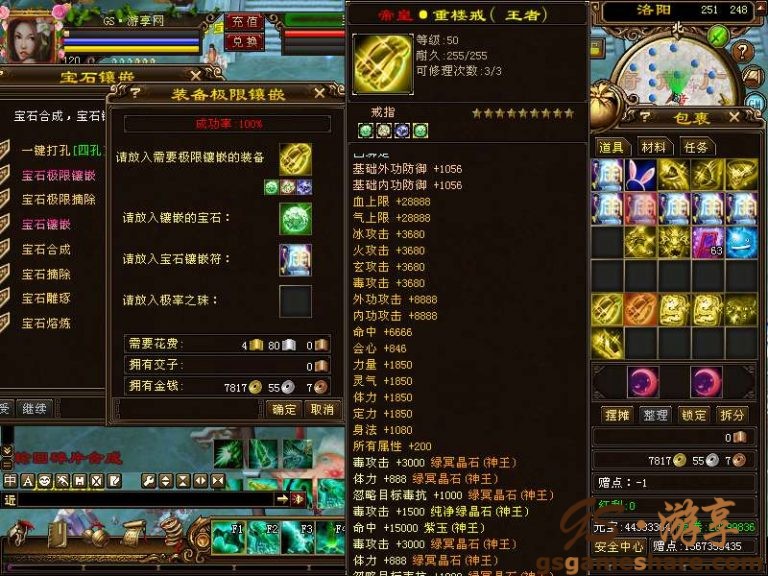 GS·游享网
120
充值
兑换
宝石镶嵌
一键打孔[四孔]
宝石极限镶嵌
宝石极限摘除
宝石镶嵌
宝石合成
宝石摘除
宝石雕琢
宝石熔炼
继续
装备极限镶嵌
成功率:100%
请放入需要极限镶嵌的装备
请放入镶嵌的宝石:
请放入宝石镶嵌符:
请放入极率之珠:
需要花费: 4 80 0
拥有交子: 0
拥有金钱: 7817 55 7
确定 取消
近
F1 F2 F3 F4
帝皇●重楼戒(王者)
等级:50
耐久:255/255
可修理次数:3/3
戒指
基础外功防御 +1056
基础内功防御 +1056
血上限 +28888
气上限 +28888
冰攻击 +3680
火攻击 +3680
玄攻击 +3680
毒攻击 +3680
外功攻击 +8888
内功攻击 +8888
命中 +6666
会心 +846
力量 +1850
灵气 +1850
体力 +1850
定力 +1850
身法 +1080
所有属性 +200
毒攻击 +3000 绿冥晶石(神王)
体力 +888 绿冥晶石(神王)
忽略目标毒抗 +1000 绿冥晶石(神王)
毒攻击 +1500 纯净绿晶石(神王)
命中 +15000 紫玉(神王)
毒攻击 +3000 绿冥晶石(神王)
体力 +888 绿冥晶石(神王)
洛阳 251 248
北
包裹
道具 材料 任务
63
摆摊 整理 锁定 拆分
0
7817 55 7
赠点:-1
红利:0
安全中心 赠点:1567353435
游享
gsgameshare.com